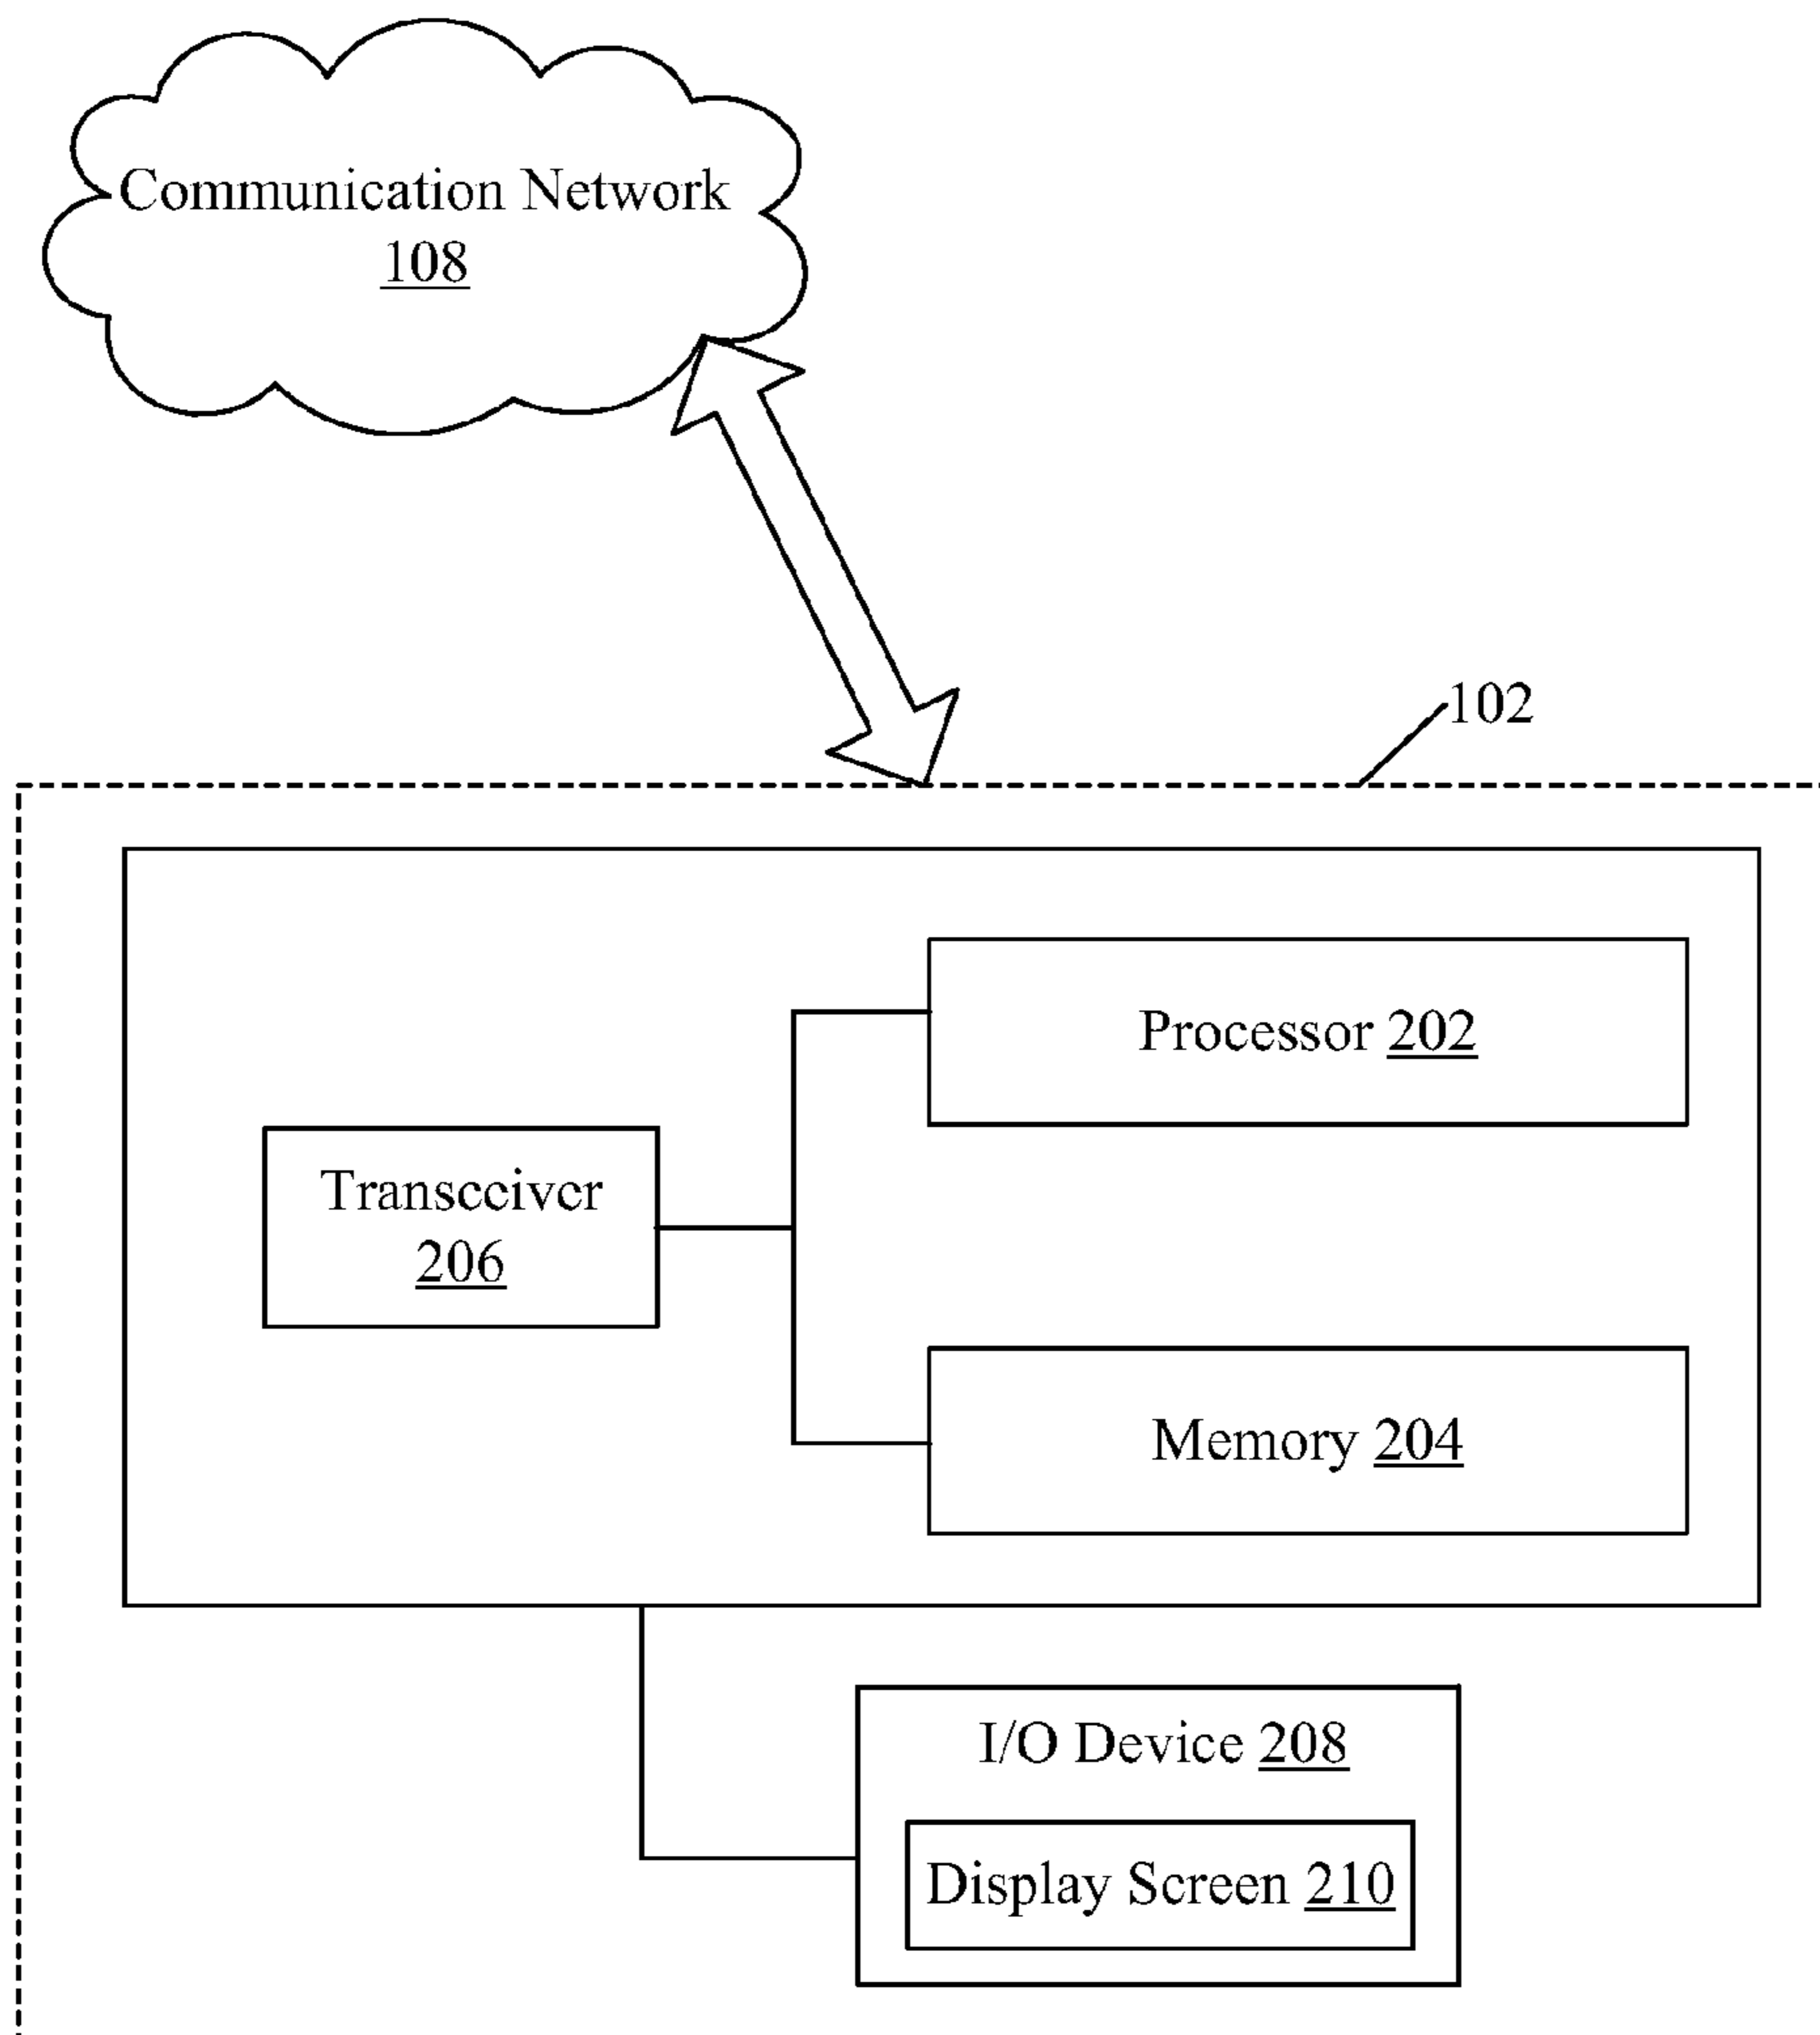 Communication Network
108
102
Processor 202
Transceiver
206
Memory 204
I/O Device 208
Display Screen 210